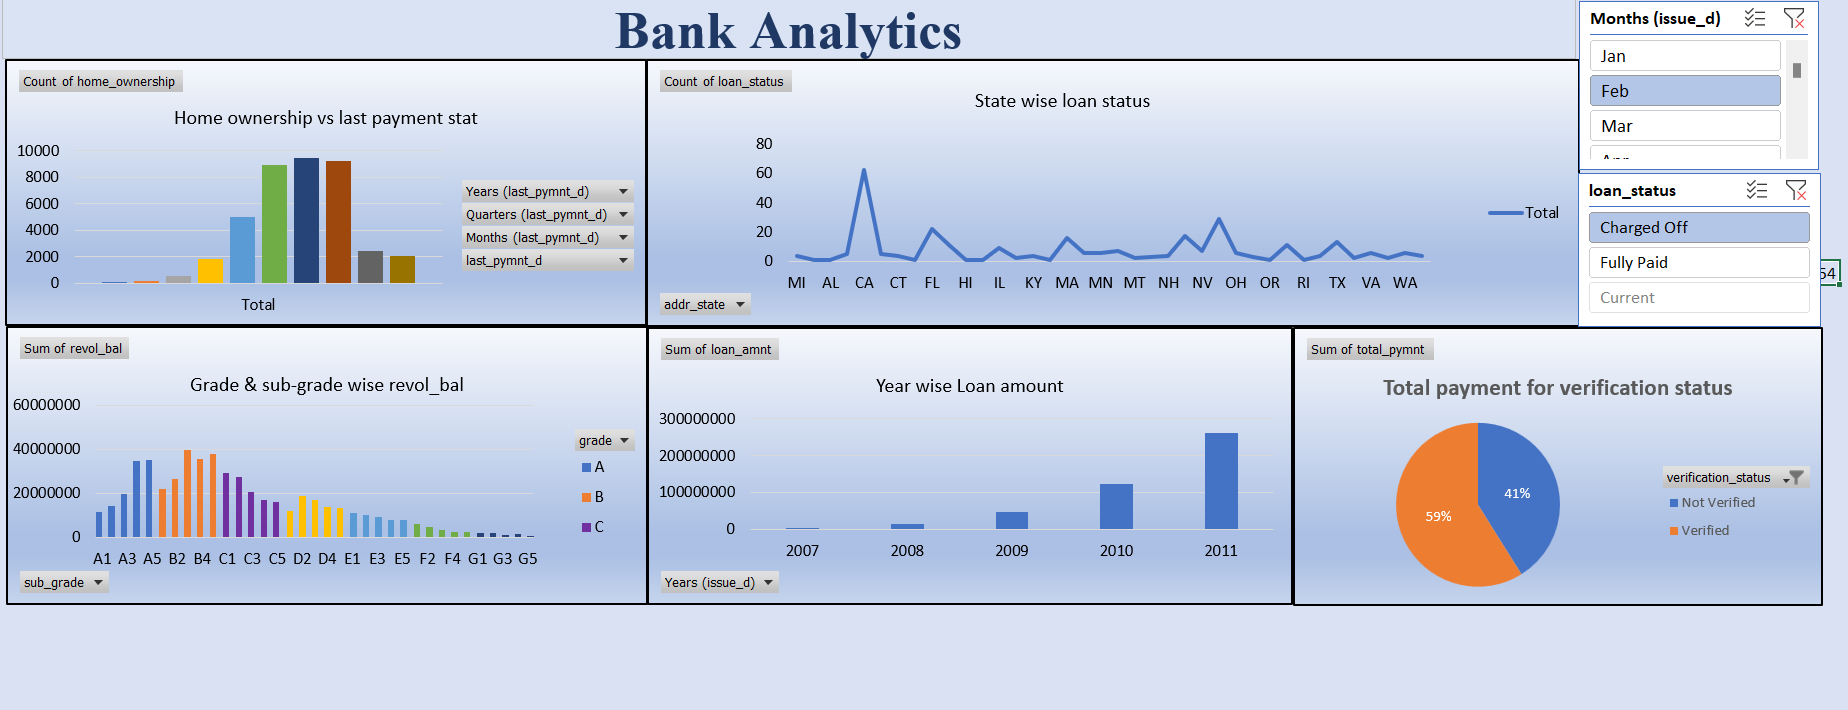 Bank Analytics
Months (issue_d)
Jan
Feb
Mar
loan_status
Charged Off
Fully Paid
Current
54
Count of home_ownership
Home ownership vs last payment stat
10000
8000
6000
4000
2000
0
Total
Years (last_pymnt_d)
Quarters (last_pymnt_d)
Months (last_pymnt_d)
last_pymnt_d
Count of loan_status
State wise loan status
80
60
40
20
0
MI AL CA CT FL HI IL KY MA MN MT NH NV OH OR RI TX VA WA
Total
addr_state
Sum of revol_bal
Grade & sub-grade wise revol_bal
60000000
40000000
20000000
0
A1 A3 A5 B2 B4 C1 C3 C5 D2 D4 E1 E3 E5 F2 F4 G1 G3 G5
grade
A
B
C
sub_grade
Sum of loan_amnt
Year wise Loan amount
300000000
200000000
100000000
0
2007 2008 2009 2010 2011
Years (issue_d)
Sum of total_pymnt
Total payment for verification status
41%
59%
verification_status
Not Verified
Verified